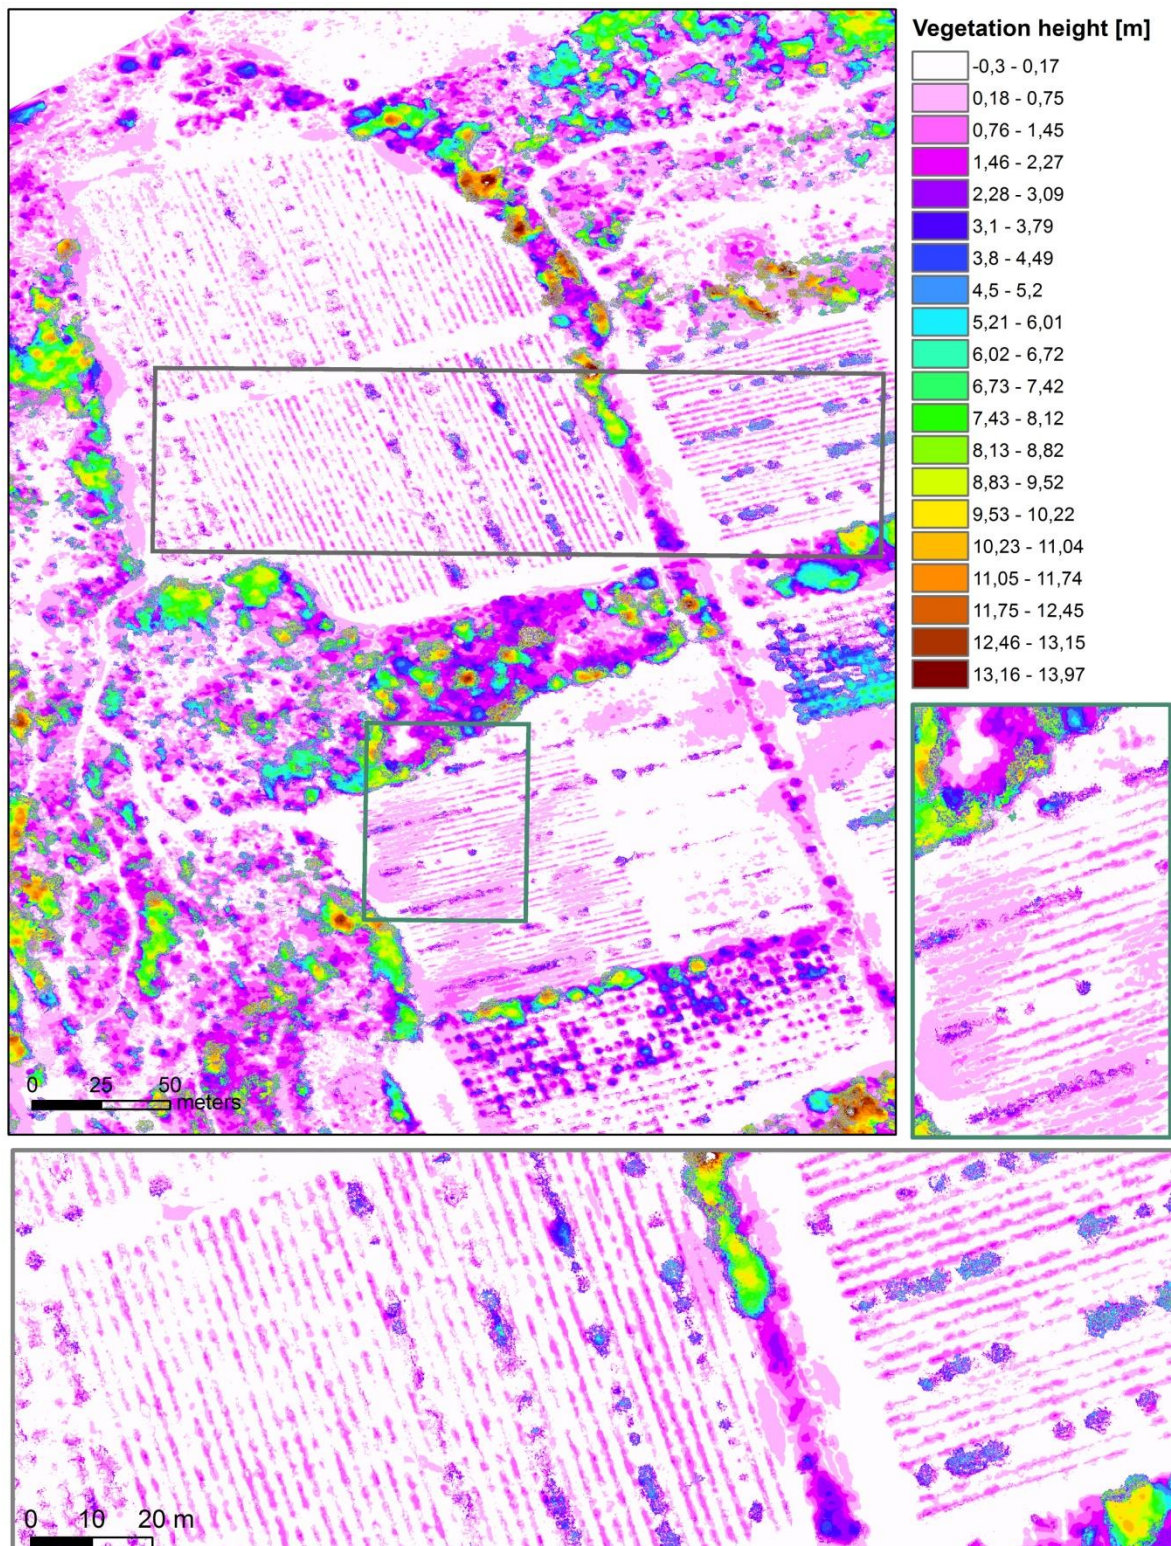 Vegetation height [m]
-0,3 - 0,17
0,18 - 0,75
0,76 - 1,45
1,46 - 2,27
2,28 - 3,09
3,1 - 3,79
3,8 - 4,49
4,5 - 5,2
5,21 - 6,01
6,02 - 6,72
6,73 - 7,42
7,43 - 8,12
8,13 - 8,82
8,83 - 9,52
9,53 - 10,22
10,23 - 11,04
11,05 - 11,74
11,75 - 12,45
12,46 - 13,15
13,16 - 13,97
0 25 50
meters
0 10 20 m